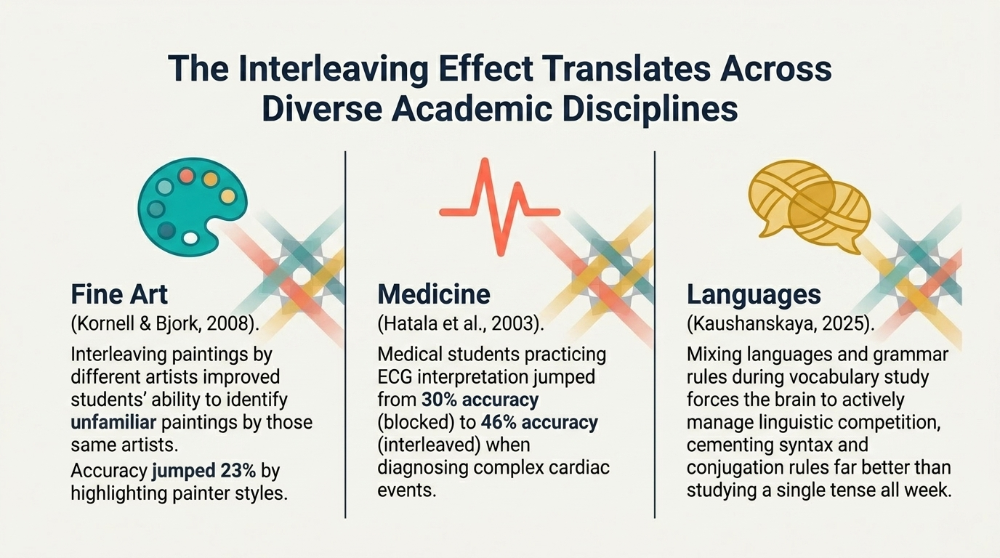 The Interleaving Effect Translates Across
Diverse Academic Disciplines
Fine Art
(Kornell & Bjork, 2008).
Interleaving paintings by
different artists improved
students’ ability to identify
unfamiliar paintings by those
same artists.
Accuracy jumped 23% by
highlighting painter styles.
Medicine
(Hatala et al., 2003).
Medical students practicing
ECG interpretation jumped
from 30% accuracy
(blocked) to 46% accuracy
(interleaved) when
diagnosing complex cardiac
events.
Languages
(Kaushanskaya, 2025).
Mixing languages and grammar
rules during vocabulary study
forces the brain to actively
manage linguistic competition,
cementing syntax and
conjugation rules far better than
studying a single tense all week.